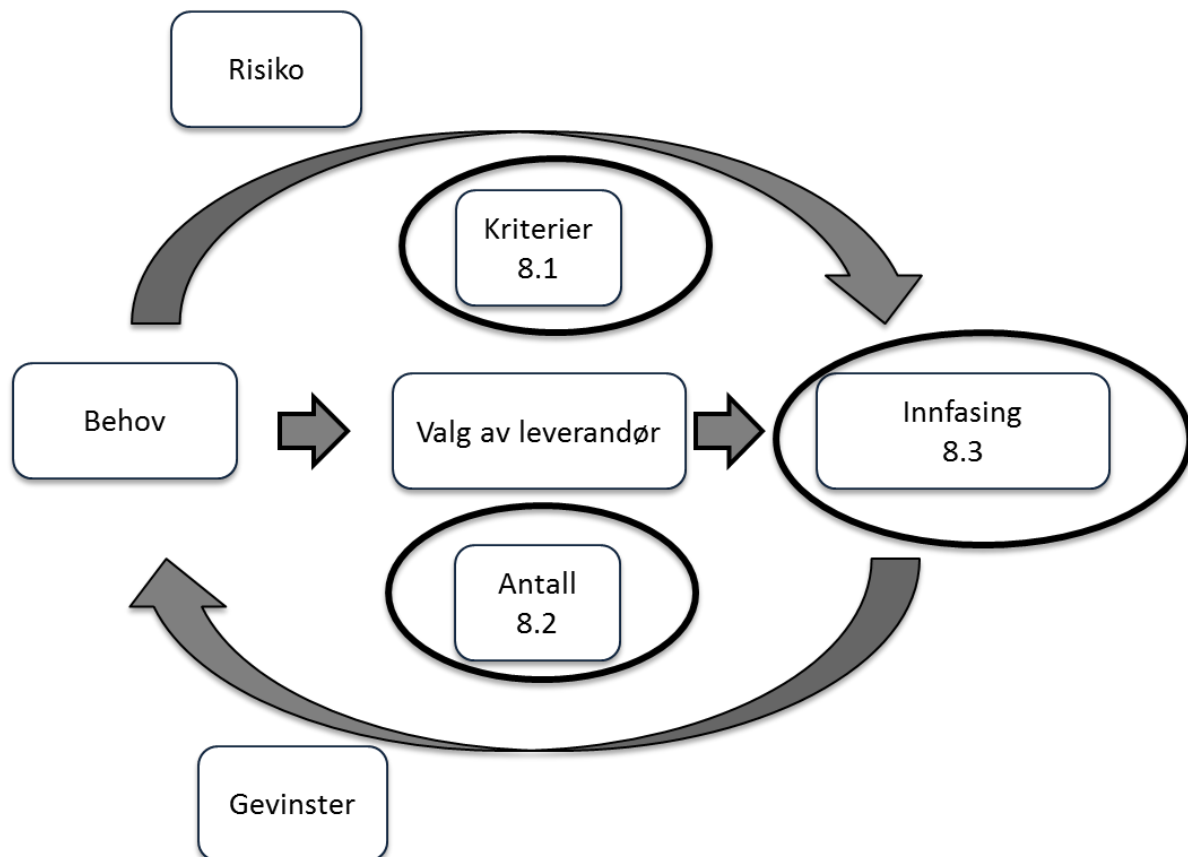 Risiko
Kriterier
8.1
Behov
Valg av leverandør
Innfasing
8.3
Antall
8.2
Gevinster